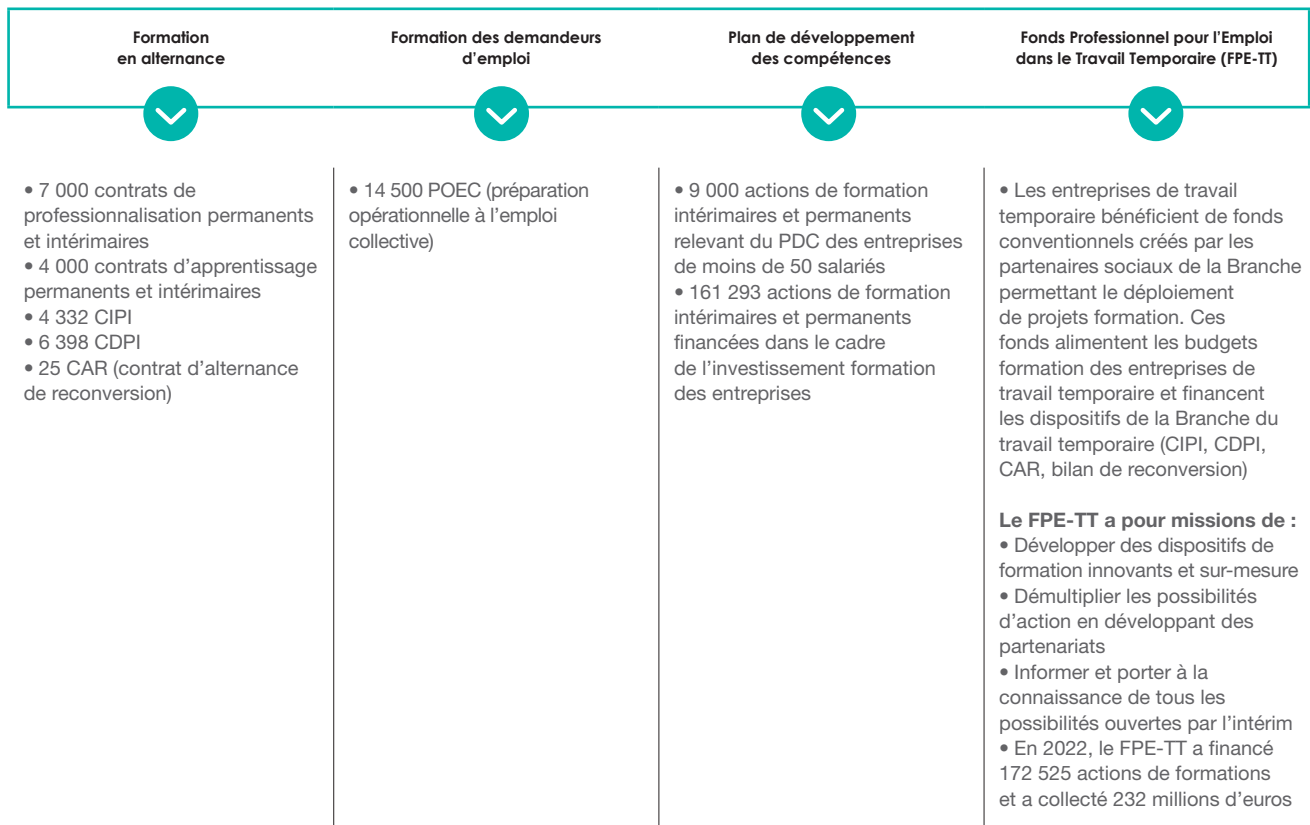 Formation
en alternance
Formation des demandeurs
d'emploi
Plan de développement
des compétences
Fonds Professionnel pour l'Emploi
dans le Travail Temporaire (FPE-TT)
• 7 000 contrats de
professionnalisation permanents
et intérimaires
• 4 000 contrats d'apprentissage
permanents et intérimaires
• 4 332 CIPI
• 6 398 CDPI
• 25 CAR (contrat d'alternance
de reconversion)
• 14 500 POEC (préparation
opérationnelle à l'emploi
collective)
• 9 000 actions de formation
intérimaires et permanents
relevant du PDC des entreprises
de moins de 50 salariés
• 161 293 actions de formation
intérimaires et permanents
financées dans le cadre
de l'investissement formation
des entreprises
• Les entreprises de travail
temporaire bénéficient de fonds
conventionnels créés par les
partenaires sociaux de la Branche
permettant le déploiement
de projets formation. Ces
fonds alimentent les budgets
formation des entreprises de
travail temporaire et financent
les dispositifs de la Branche du
travail temporaire (CIPI, CDPI,
CAR, bilan de reconversion)
Le FPE-TT a pour missions de :
• Développer des dispositifs de
formation innovants et sur-mesure
• Démultiplier les possibilités
d'action en développant des
partenariats
• Informer et porter à la
connaissance de tous les
possibilités ouvertes par l'intérim
• En 2022, le FPE-TT a financé
172 525 actions de formations
et a collecté 232 millions d'euros